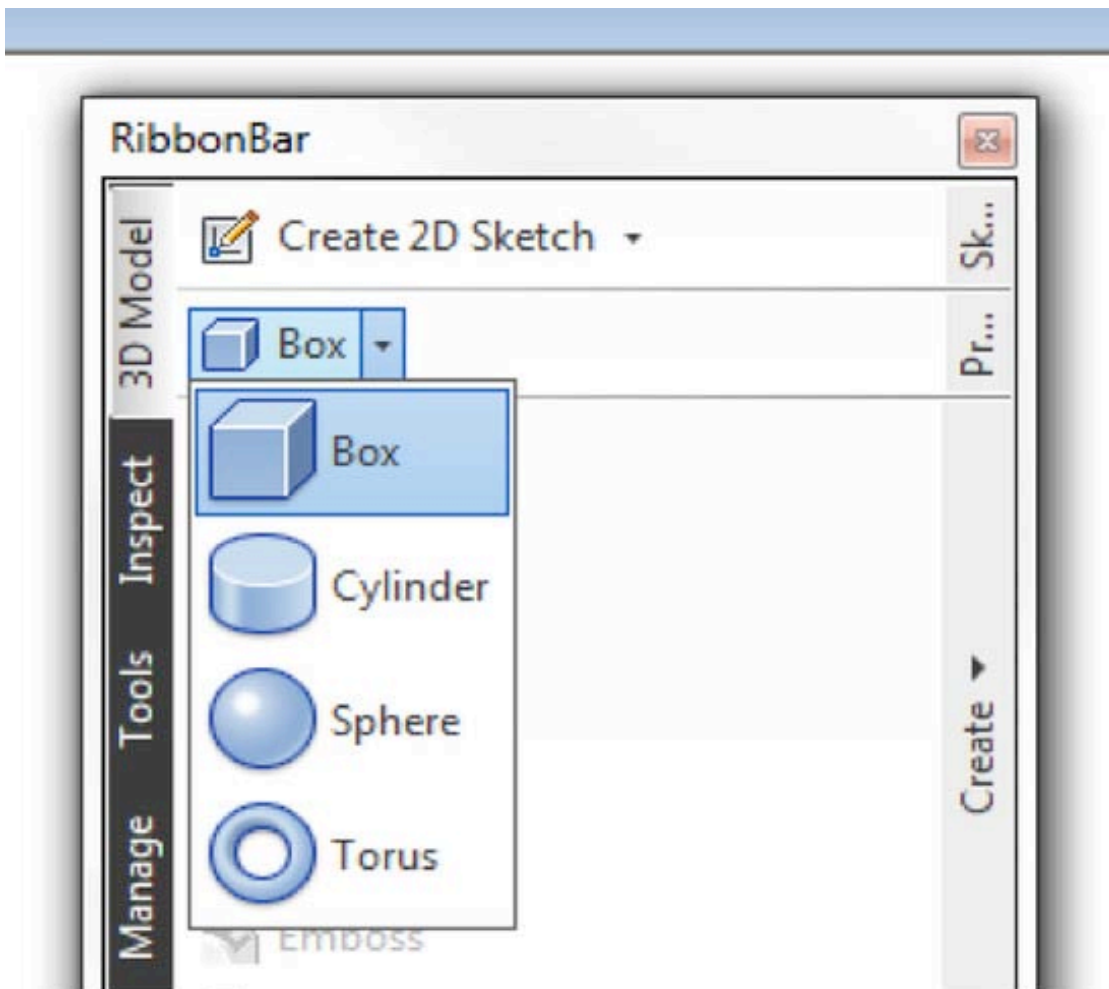 RibbonBar
3D Model
Inspect
Tools
Manage
Create 2D Sketch
Sk...
Box
Pr...
Box
Cylinder
Sphere
Torus
Emboss
Create